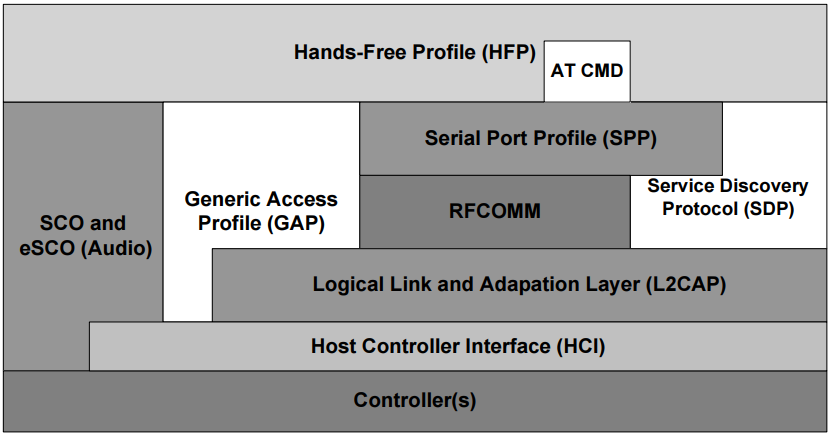 Hands-Free Profile (HFP)
AT CMD
Serial Port Profile (SPP)
Generic Access
Profile (GAP)
Service Discovery
Protocol (SDP)
SCO and
eSCO (Audio)
RFCOMM
Logical Link and Adapation Layer (L2CAP)
Host Controller Interface (HCI)
Controller(s)